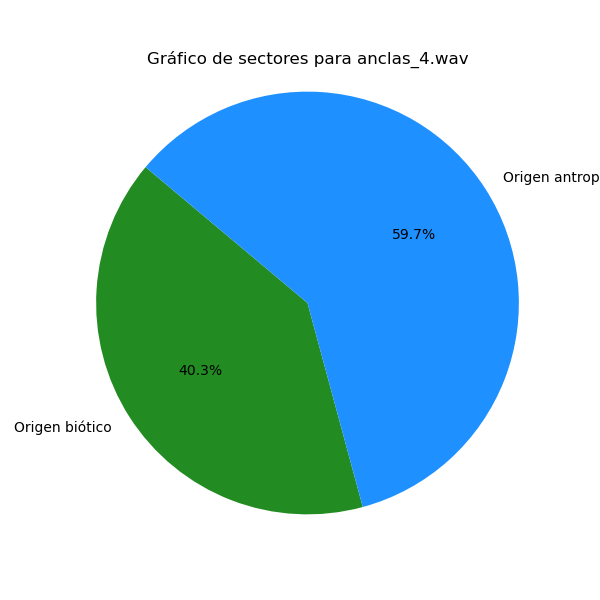 Gráfico de sectores para anclas_4.wav
Origen antrop
59.7%
40.3%
Origen biótico